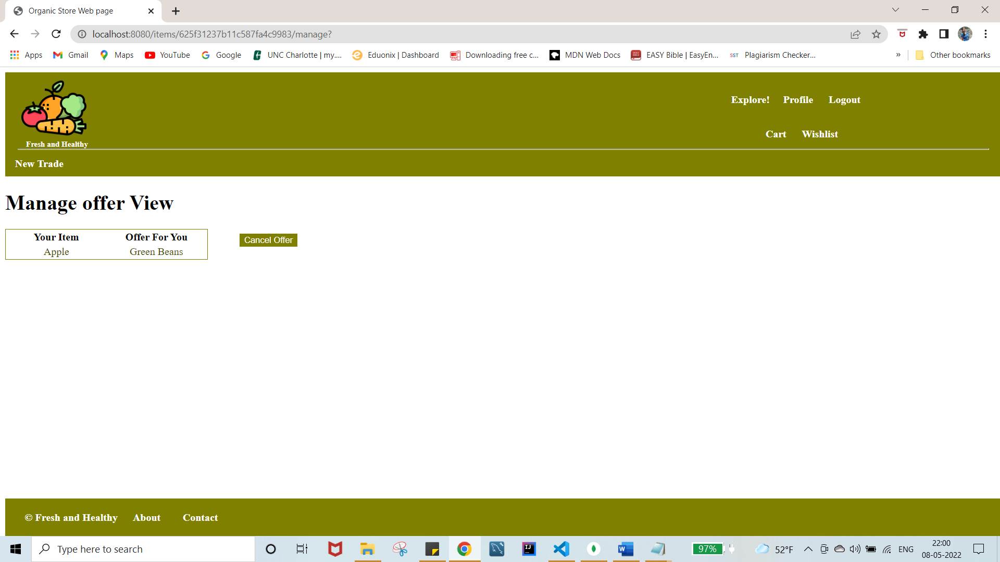 Organic Store Web page
localhost:8080/items/625f31237b11c587fa4c9983/manage?
Apps Gmail Maps YouTube Google UNC Charlotte | my.... Eduonix | Dashboard Downloading free c... MDN Web Docs EASY Bible | EasyEn... SST Plagiarism Checker... » Other bookmarks
Explore! Profile Logout
Cart Wishlist
Fresh and Healthy
New Trade
Manage offer View
Your Item Offer For You
Apple Green Beans
Cancel Offer
© Fresh and Healthy About Contact
Type here to search
97% 52°F ENG
22:00
08-05-2022